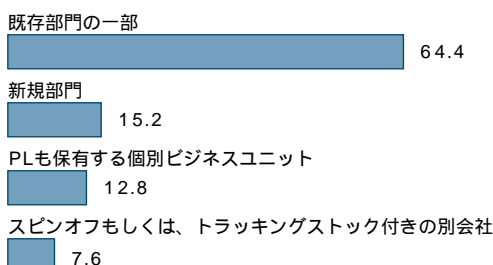 既存部門の一部
64.4
新規部門
15.2
PLも保有する個別ビジネスユニット
12.8
スピンオフもしくは、トラッキングストック付きの別会社
7.6